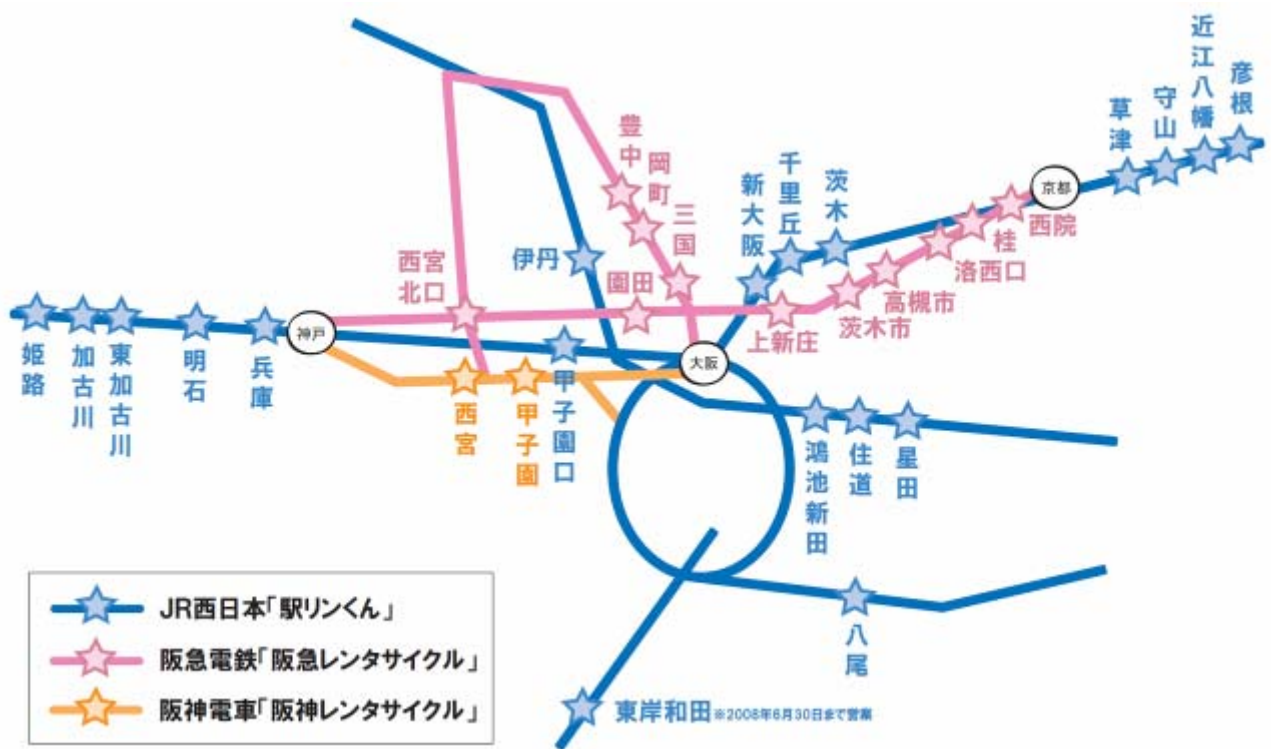 近江八幡
彦根
守山
草津
豊中
岡町
三国
千里丘
茨木
新大阪
京都
西院
桂
洛西口
高槻市
茨木市
上新庄
伊丹
園田
西宮
北口
神戸
大阪
姫路
加古川
東加古川
明石
兵庫
西宮
甲子園
甲子園口
鴻池新田
住道
星田
八尾
東岸和田※2008年6月30日まで営業
JR西日本「駅リンくん」
阪急電鉄「阪急レンタサイクル」
阪神電車「阪神レンタサイクル」